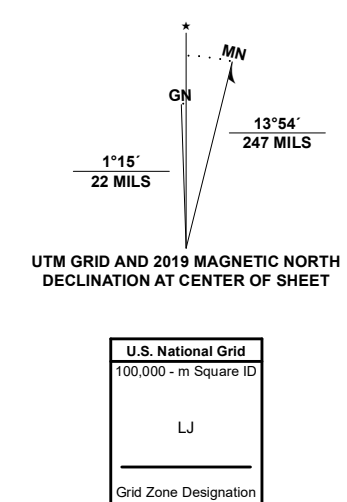 ★
MN
GN
13°54´
247 MILS
1°15´
22 MILS
UTM GRID AND 2019 MAGNETIC NORTH
DECLINATION AT CENTER OF SHEET
U.S. National Grid
100,000 - m Square ID
LJ
Grid Zone Designation